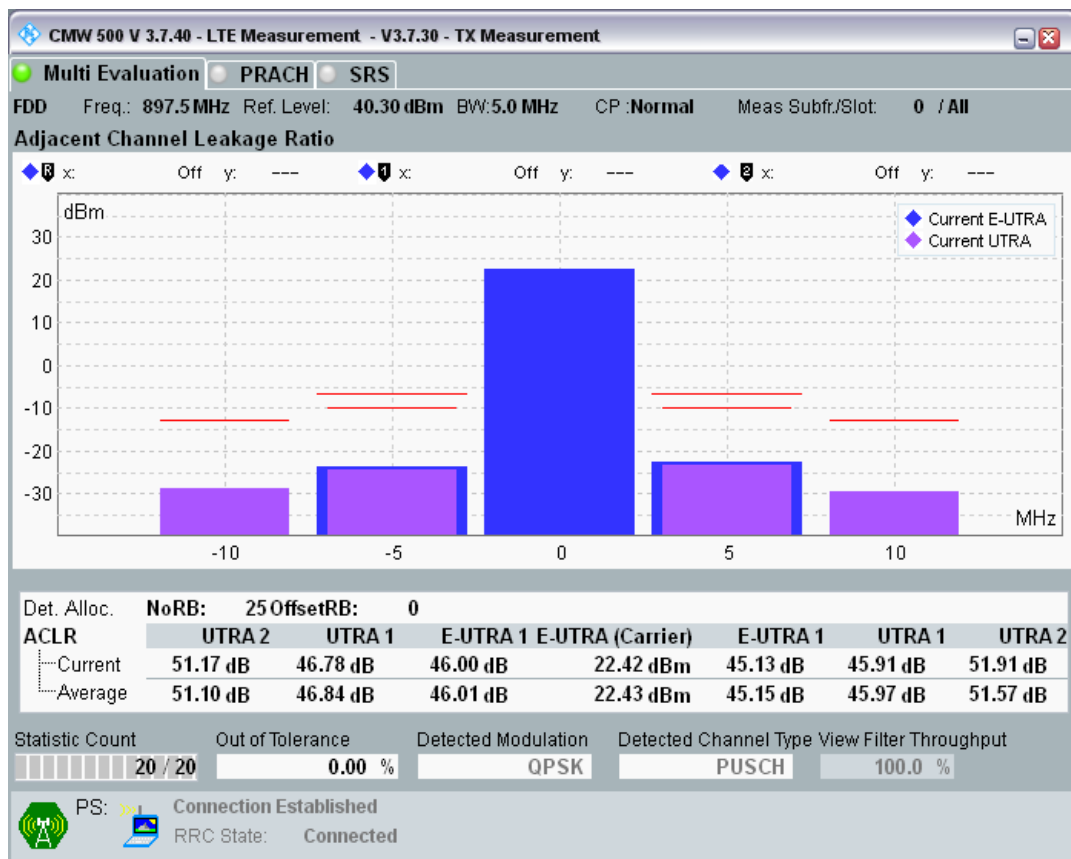 CMW 500 V 3.7.40 - LTE Measurement - V3.7.30 - TX Measurement
Multi Evaluation PRACH SRS
FDD Freq.: 897.5 MHz Ref. Level: 40.30 dBm BW:5.0 MHz CP :Normal Meas Subfr./Slot: 0 / All
Adjacent Channel Leakage Ratio
R x: Off y: --- 1 x: Off y: --- 2 x: Off y: ---
dBm
Current E-UTRA
Current UTRA
30
20
10
0
-10
-20
-30
MHz
-10 -5 0 5 10
Det. Alloc. NoRB: 25 OffsetRB: 0
ACLR UTRA 2 UTRA 1 E-UTRA 1 E-UTRA (Carrier) E-UTRA 1 UTRA 1 UTRA 2
Current 51.17 dB 46.78 dB 46.00 dB 22.42 dBm 45.13 dB 45.91 dB 51.91 dB
Average 51.10 dB 46.84 dB 46.01 dB 22.43 dBm 45.15 dB 45.97 dB 51.57 dB
Statistic Count Out of Tolerance Detected Modulation Detected Channel Type View Filter Throughput
20 / 20 0.00 % QPSK PUSCH 100.0 %
PS: Connection Established
RRC State: Connected